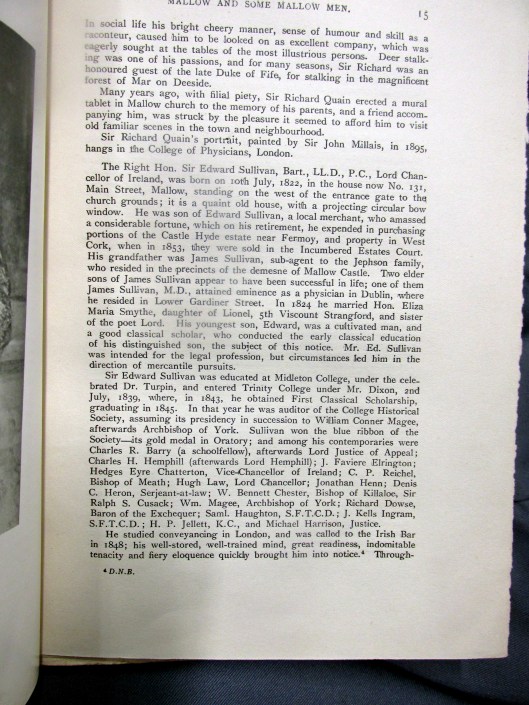 MALLOW AND SOME MALLOW MEN.
15
In social life his bright cheery manner, sense of humour and skill as a
raconteur, caused him to be looked on as excellent company, which was
eagerly sought at the tables of the most illustrious persons. Deer stalk-
ing was one of his passions, and for many seasons, Sir Richard was an
honoured guest of the late Duke of Fife, for stalking in the magnificent
forest of Mar on Deeside.
Many years ago, with filial piety, Sir Richard Quain erected a mural
tablet in Mallow church to the memory of his parents, and a friend accom-
panying him, was struck by the pleasure it seemed to afford him to visit
old familiar scenes in the town and neighbourhood.
Sir Richard Quain's portrait, painted by Sir John Millais, in 1895,
hangs in the College of Physicians, London.
The Right Hon. Sir Edward Sullivan, Bart., LL.D., P.C., Lord Chan-
cellor of Ireland, was born on 10th July, 1822, in the house now No. 131,
Main Street, Mallow, standing on the west of the entrance gate to the
church grounds; it is a quaint old house, with a projecting circular bow
window. He was son of Edward Sullivan, a local merchant, who amassed
a considerable fortune, which on his retirement, he expended in purchasing
portions of the Castle Hyde estate near Fermoy, and property in West
Cork, when in 1853, they were sold in the Incumbered Estates Court.
His grandfather was James Sullivan, sub-agent to the Jephson family,
who resided in the precincts of the demesne of Mallow Castle. Two elder
sons of James Sullivan appear to have been successful in life; one of them
James Sullivan, M.D., attained eminence as a physician in Dublin, where
he resided in Lower Gardiner Street. In 1824 he married Hon. Eliza
Maria Smythe, daughter of Lionel, 5th Viscount Strangford, and sister
of the poet Lord. His youngest son, Edward, was a cultivated man, and
a good classical scholar, who conducted the early classical education
of his distinguished son, the subject of this notice. Mr. Ed. Sullivan
was intended for the legal profession, but circumstances led him in the
direction of mercantile pursuits.
Sir Edward Sullivan was educated at Midleton College, under the cele-
brated Dr. Turpin, and entered Trinity College under Mr. Dixon, 2nd
July, 1839, where, in 1843, he obtained First Classical Scholarship,
graduating in 1845. In that year he was auditor of the College Historical
Society, assuming its presidency in succession to William Conner Magee,
afterwards Archbishop of York. Sullivan won the blue ribbon of the
Society—its gold medal in Oratory; and among his contemporaries were
Charles R. Barry (a schoolfellow), afterwards Lord Justice of Appeal;
Charles H. Hemphill (afterwards Lord Hemphill); J. Faviere Elrington;
Hedges Eyre Chatterton, Vice-Chancellor of Ireland; C. P. Reichel,
Bishop of Meath; Hugh Law, Lord Chancellor; Jonathan Henn; Denis
C. Heron, Serjeant-at-law; W. Bennett Chester, Bishop of Killaloe, Sir
Ralph S. Cusack; Wm. Magee, Archbishop of York; Richard Dowse,
Baron of the Exchequer; Saml. Haughton, S.F.T.C.D.; J. Kells Ingram,
S.F.T.C.D.; H. P. Jellett, K.C., and Michael Harrison, Justice.
He studied conveyancing in London, and was called to the Irish Bar
in 1848; his well-stored, well-trained mind, great readiness, indomitable
tenacity and fiery eloquence quickly brought him into notice.* Through-
* D.N.B.